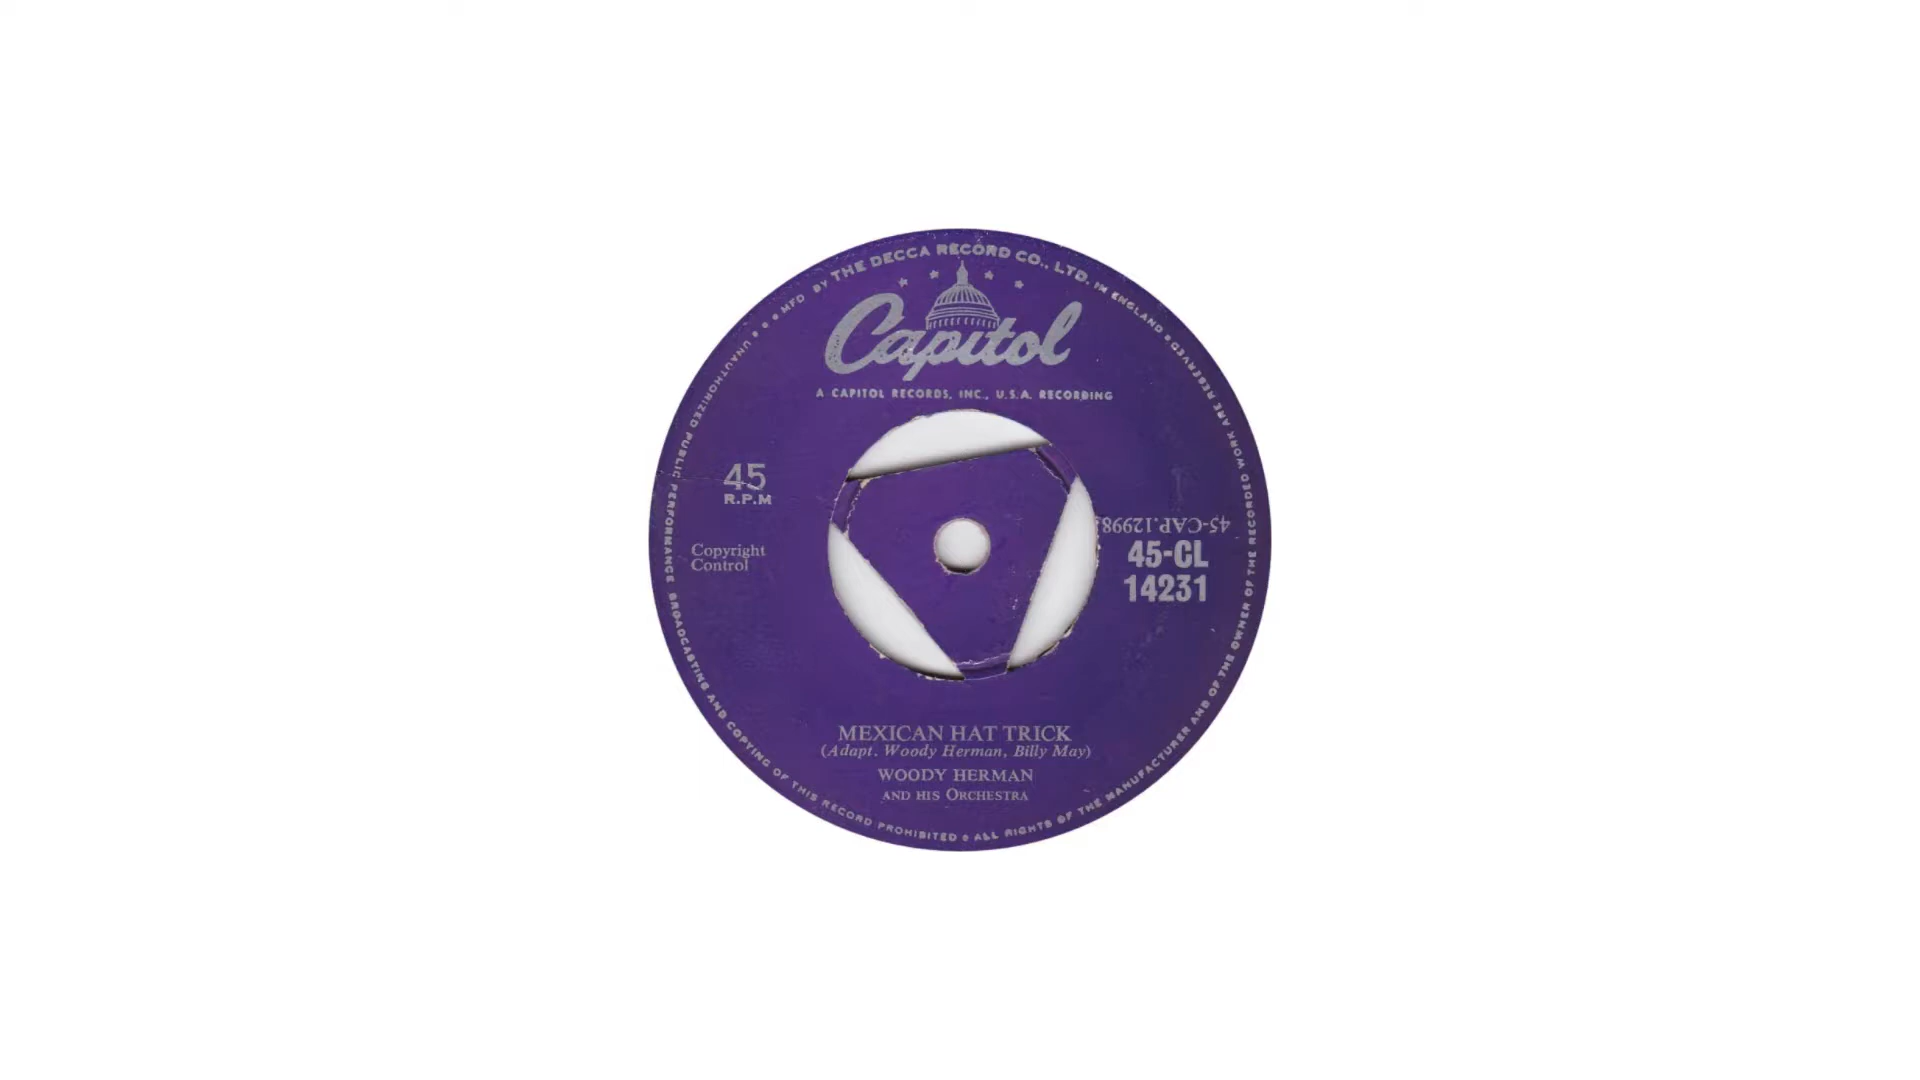 MFD BY THE DECCA RECORD CO., LTD. IN ENGLAND • ALL RIGHTS OF THE MANUFACTURER AND OF THE OWNER OF THE RECORDED WORK ARE RESERVED • UNAUTHORIZED PUBLIC PERFORMANCE BROADCASTING AND COPYING OF THIS RECORD PROHIBITED
Capitol
A CAPITOL RECORDS, INC., U.S.A. RECORDING
45
R.P.M
Copyright
Control
45-CAP.12998
45-CL
14231
MEXICAN HAT TRICK
(Adapt. Woody Herman, Billy May)
WOODY HERMAN
AND HIS ORCHESTRA